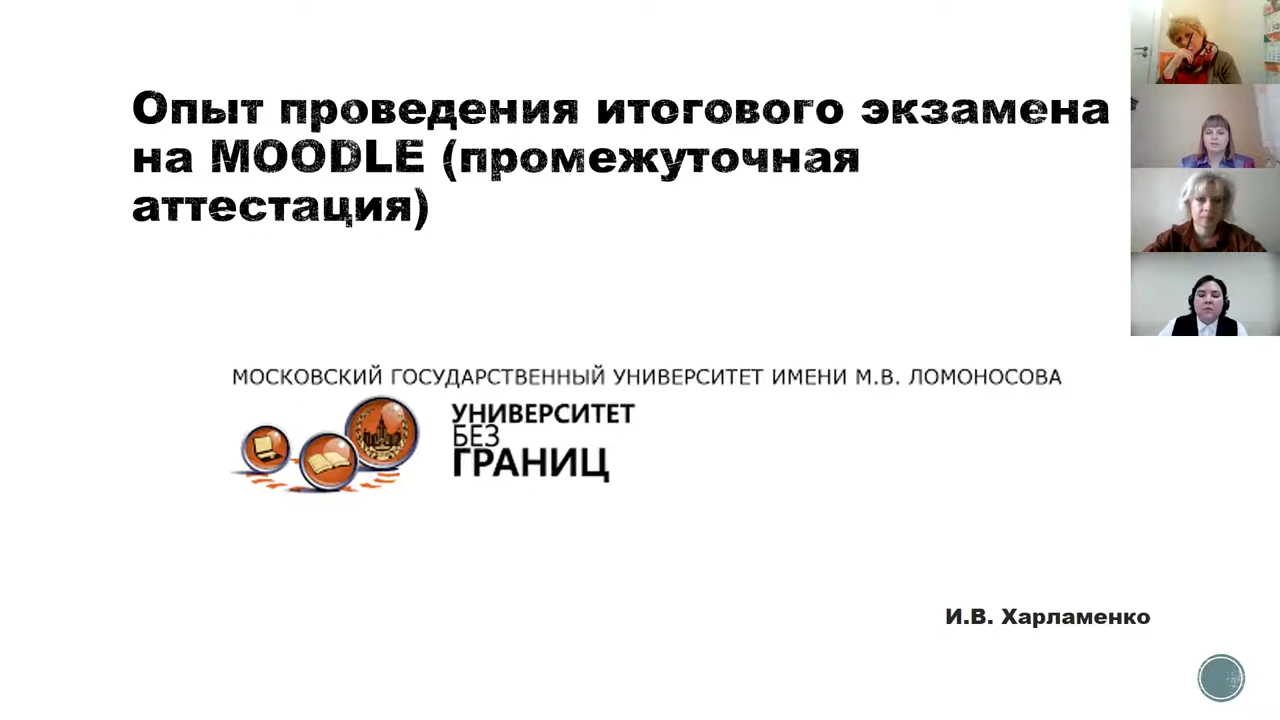 Опыт проведения итогового экзамена
на MOODLE (промежуточная
аттестация)
МОСКОВСКИЙ ГОСУДАРСТВЕННЫЙ УНИВЕРСИТЕТ ИМЕНИ М.В. ЛОМОНОСОВА
УНИВЕРСИТЕТ
БЕЗ
ГРАНИЦ
И.В. Харламенко